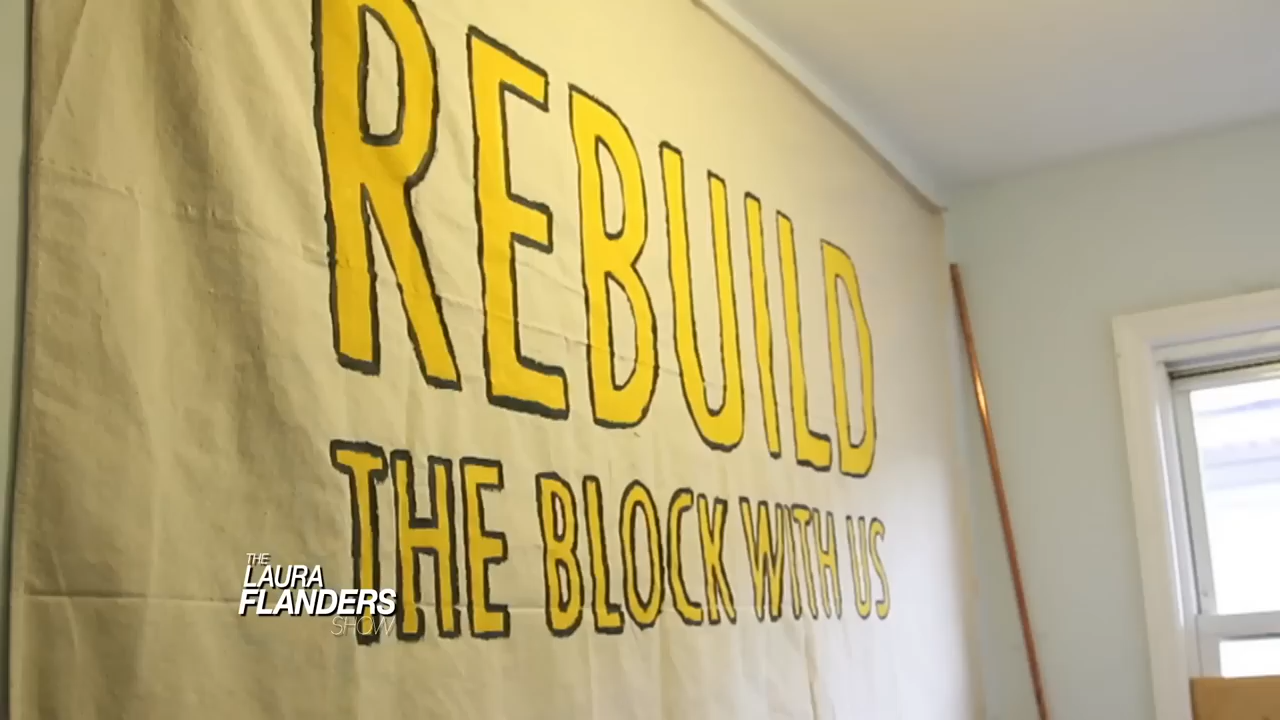 REBUILD
THE BLOCK WITH US
THE
LAURA
FLANDERS
SHOW